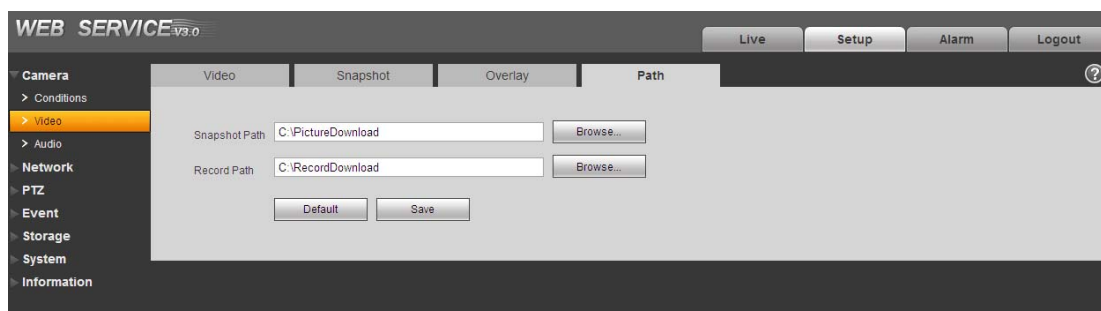 WEB SERVICE V3.0
Live
Setup
Alarm
Logout
Camera
> Conditions
> Video
> Audio
Network
PTZ
Event
Storage
System
Information
Video
Snapshot
Overlay
Path
?
Snapshot Path
C:\PictureDownload
Browse...
Record Path
C:\RecordDownload
Browse...
Default
Save